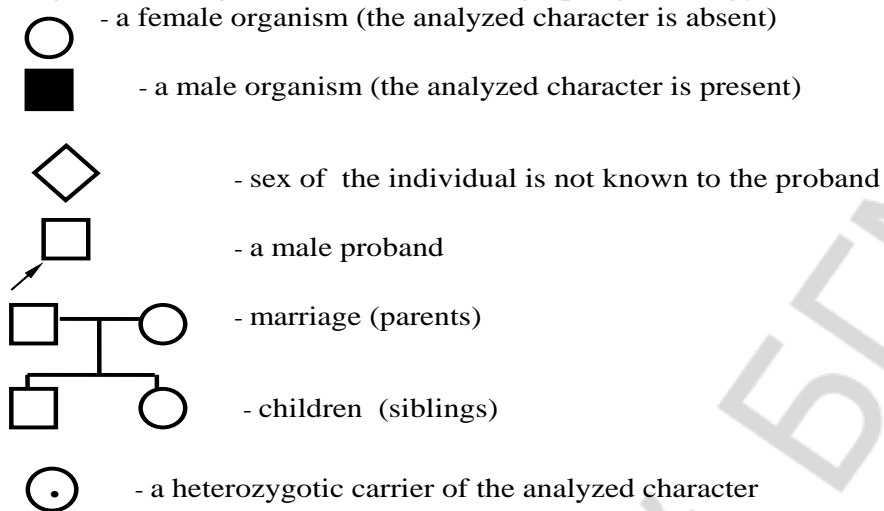 - a female organism (the analyzed character is absent)
- a male organism (the analyzed character is present)
- sex of the individual is not known to the proband
- a male proband
- marriage (parents)
- children (siblings)
- a heterozygotic carrier of the analyzed character